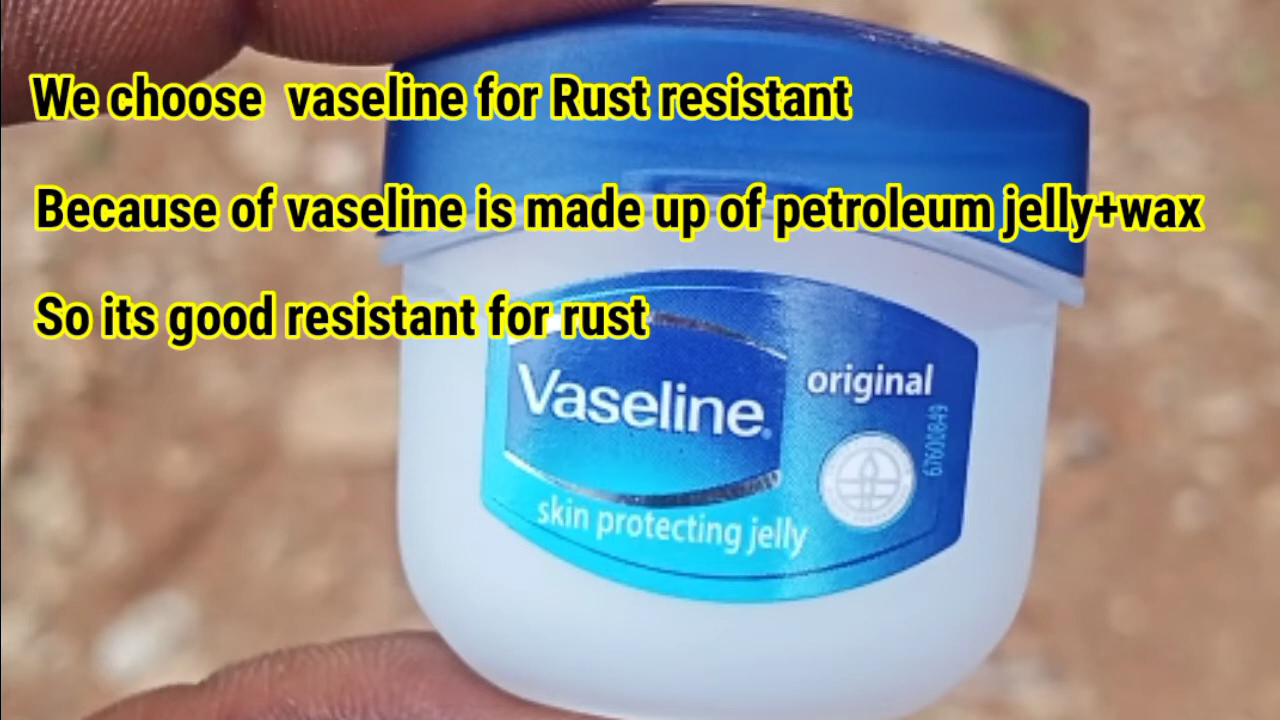 We choose  vaseline for Rust resistant
Because of vaseline is made up of petroleum jelly+wax
So its good resistant for rust
Vaseline®
original
67600849
skin protecting jelly